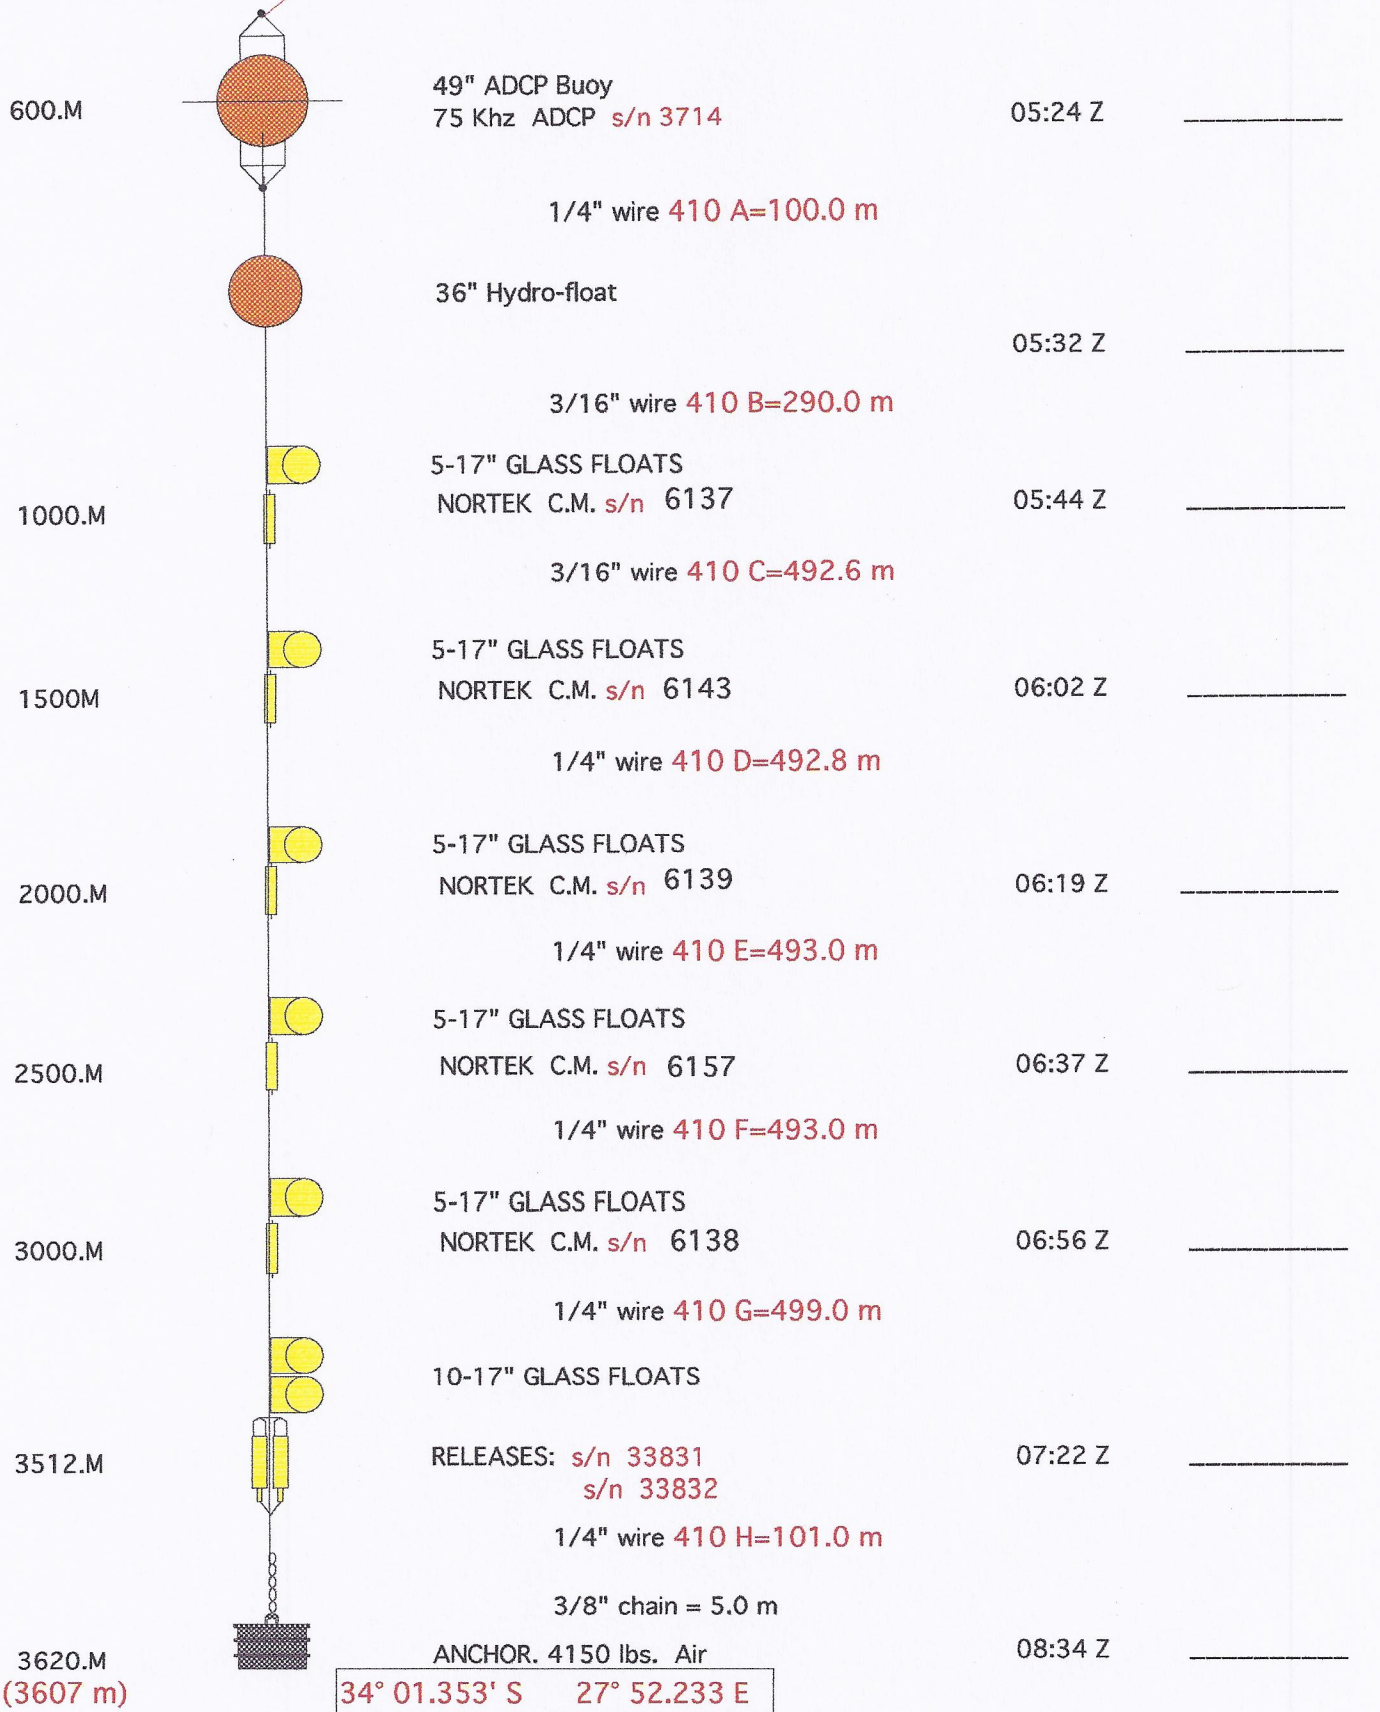 49" ADCP Buoy
600.M 75 Khz ADCP s/n 3714 05:24 Z
1/4" wire 410 A=100.0 m
36" Hydro-float
05:32 Z
3/16" wire 410 B=290.0 m
5-17" GLASS FLOATS
1000.M NORTEK C.M. s/n 6137 05:44 Z
3/16" wire 410 C=492.6 m
5-17" GLASS FLOATS
1500M NORTEK C.M. s/n 6143 06:02 Z
1/4" wire 410 D=492.8 m
5-17" GLASS FLOATS
2000.M NORTEK C.M. s/n 6139 06:19 Z
1/4" wire 410 E=493.0 m
5-17" GLASS FLOATS
2500.M NORTEK C.M. s/n 6157 06:37 Z
1/4" wire 410 F=493.0 m
5-17" GLASS FLOATS
3000.M NORTEK C.M. s/n 6138 06:56 Z
1/4" wire 410 G=499.0 m
10-17" GLASS FLOATS
3512.M RELEASES: s/n 33831 07:22 Z
s/n 33832
1/4" wire 410 H=101.0 m
3/8" chain = 5.0 m
3620.M ANCHOR. 4150 lbs. Air 08:34 Z
(3607 m) 34° 01.353' S 27° 52.233 E